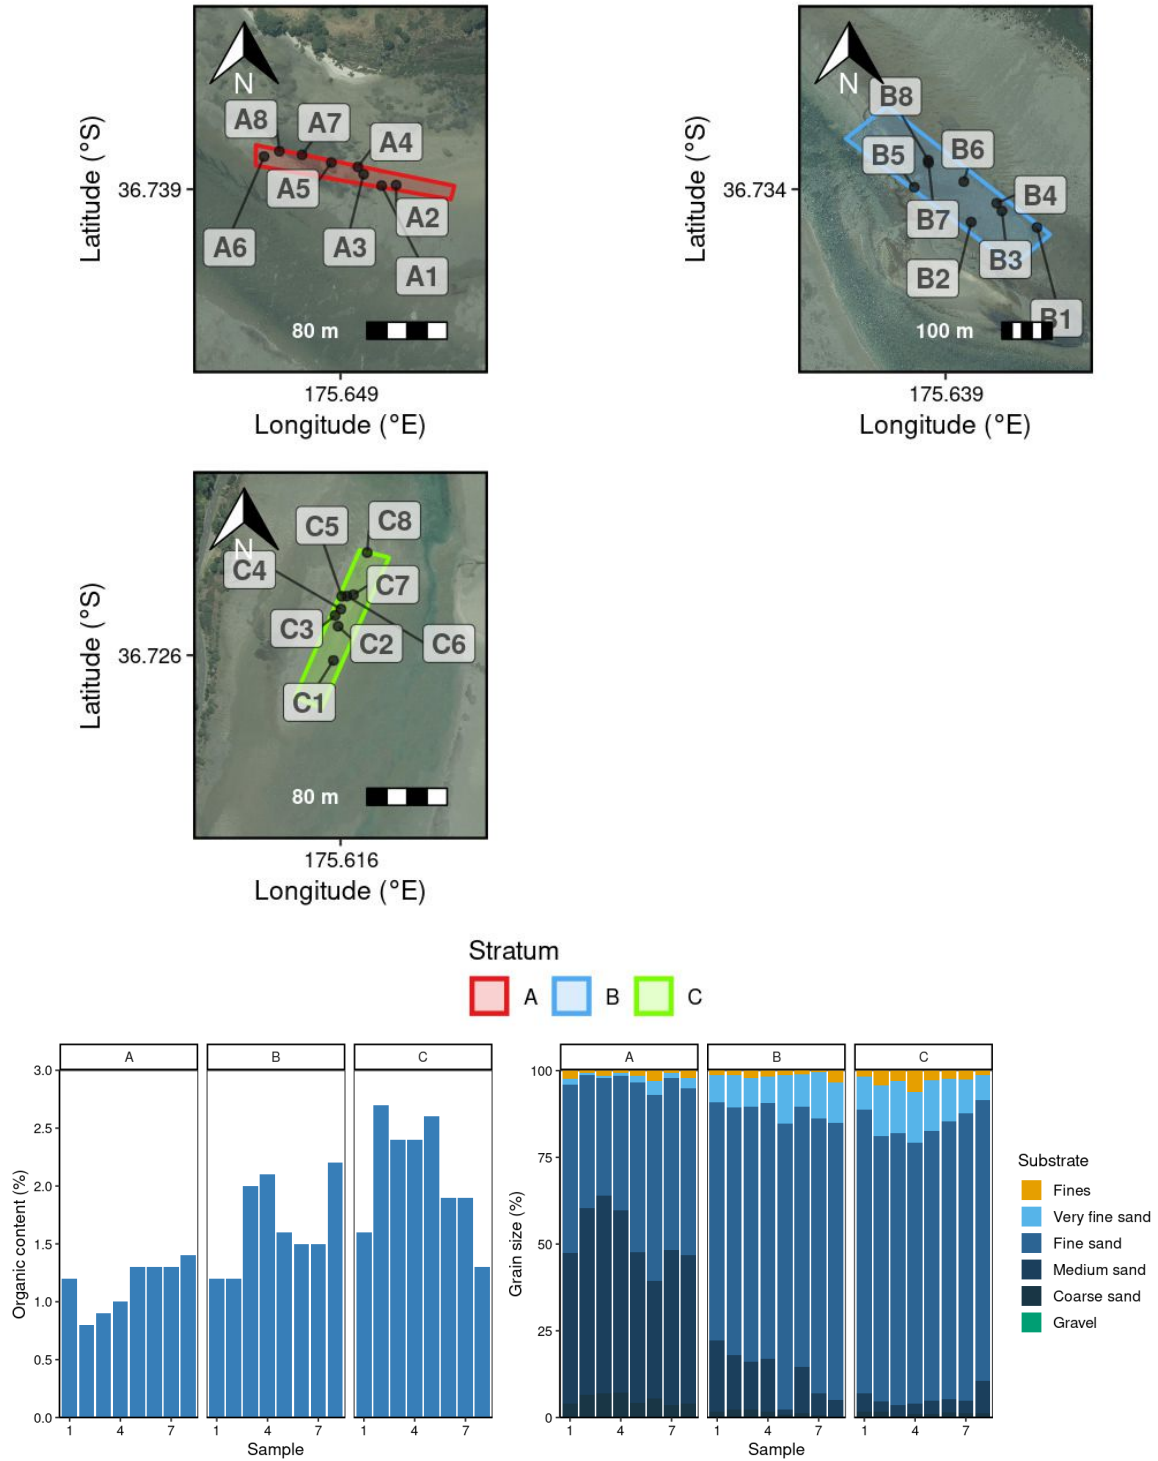 N
A8
A7
A4
A5
A2
A6
A3
A1
80 m
36.739
Latitude (°S)
175.649
Longitude (°E)
N
B8
B5
B6
B4
B7
B3
B2
B1
100 m
36.734
Latitude (°S)
175.639
Longitude (°E)
N
C5
C8
C4
C7
C3
C2
C6
C1
80 m
36.726
Latitude (°S)
175.616
Longitude (°E)
Stratum
A
B
C
A
B
C
3.0
2.5
2.0
1.5
1.0
0.5
0.0
Organic content (%)
1
4
7
1
4
7
1
4
7
Sample
A
B
C
100
75
50
25
0
Grain size (%)
1
4
7
1
4
7
1
4
7
Sample
Substrate
Fines
Very fine sand
Fine sand
Medium sand
Coarse sand
Gravel